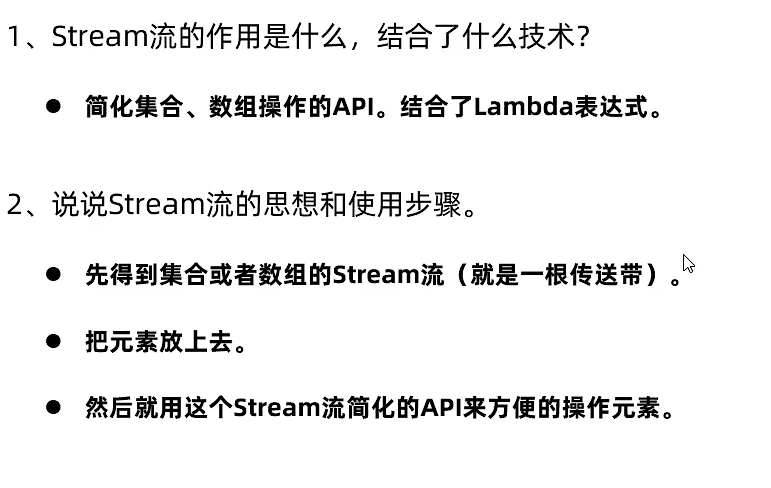 1、Stream流的作用是什么，结合了什么技术？
● 简化集合、数组操作的API。结合了Lambda表达式。
2、说说Stream流的思想和使用步骤。
● 先得到集合或者数组的Stream流（就是一根传送带）。
● 把元素放上去。
● 然后就用这个Stream流简化的API来方便的操作元素。